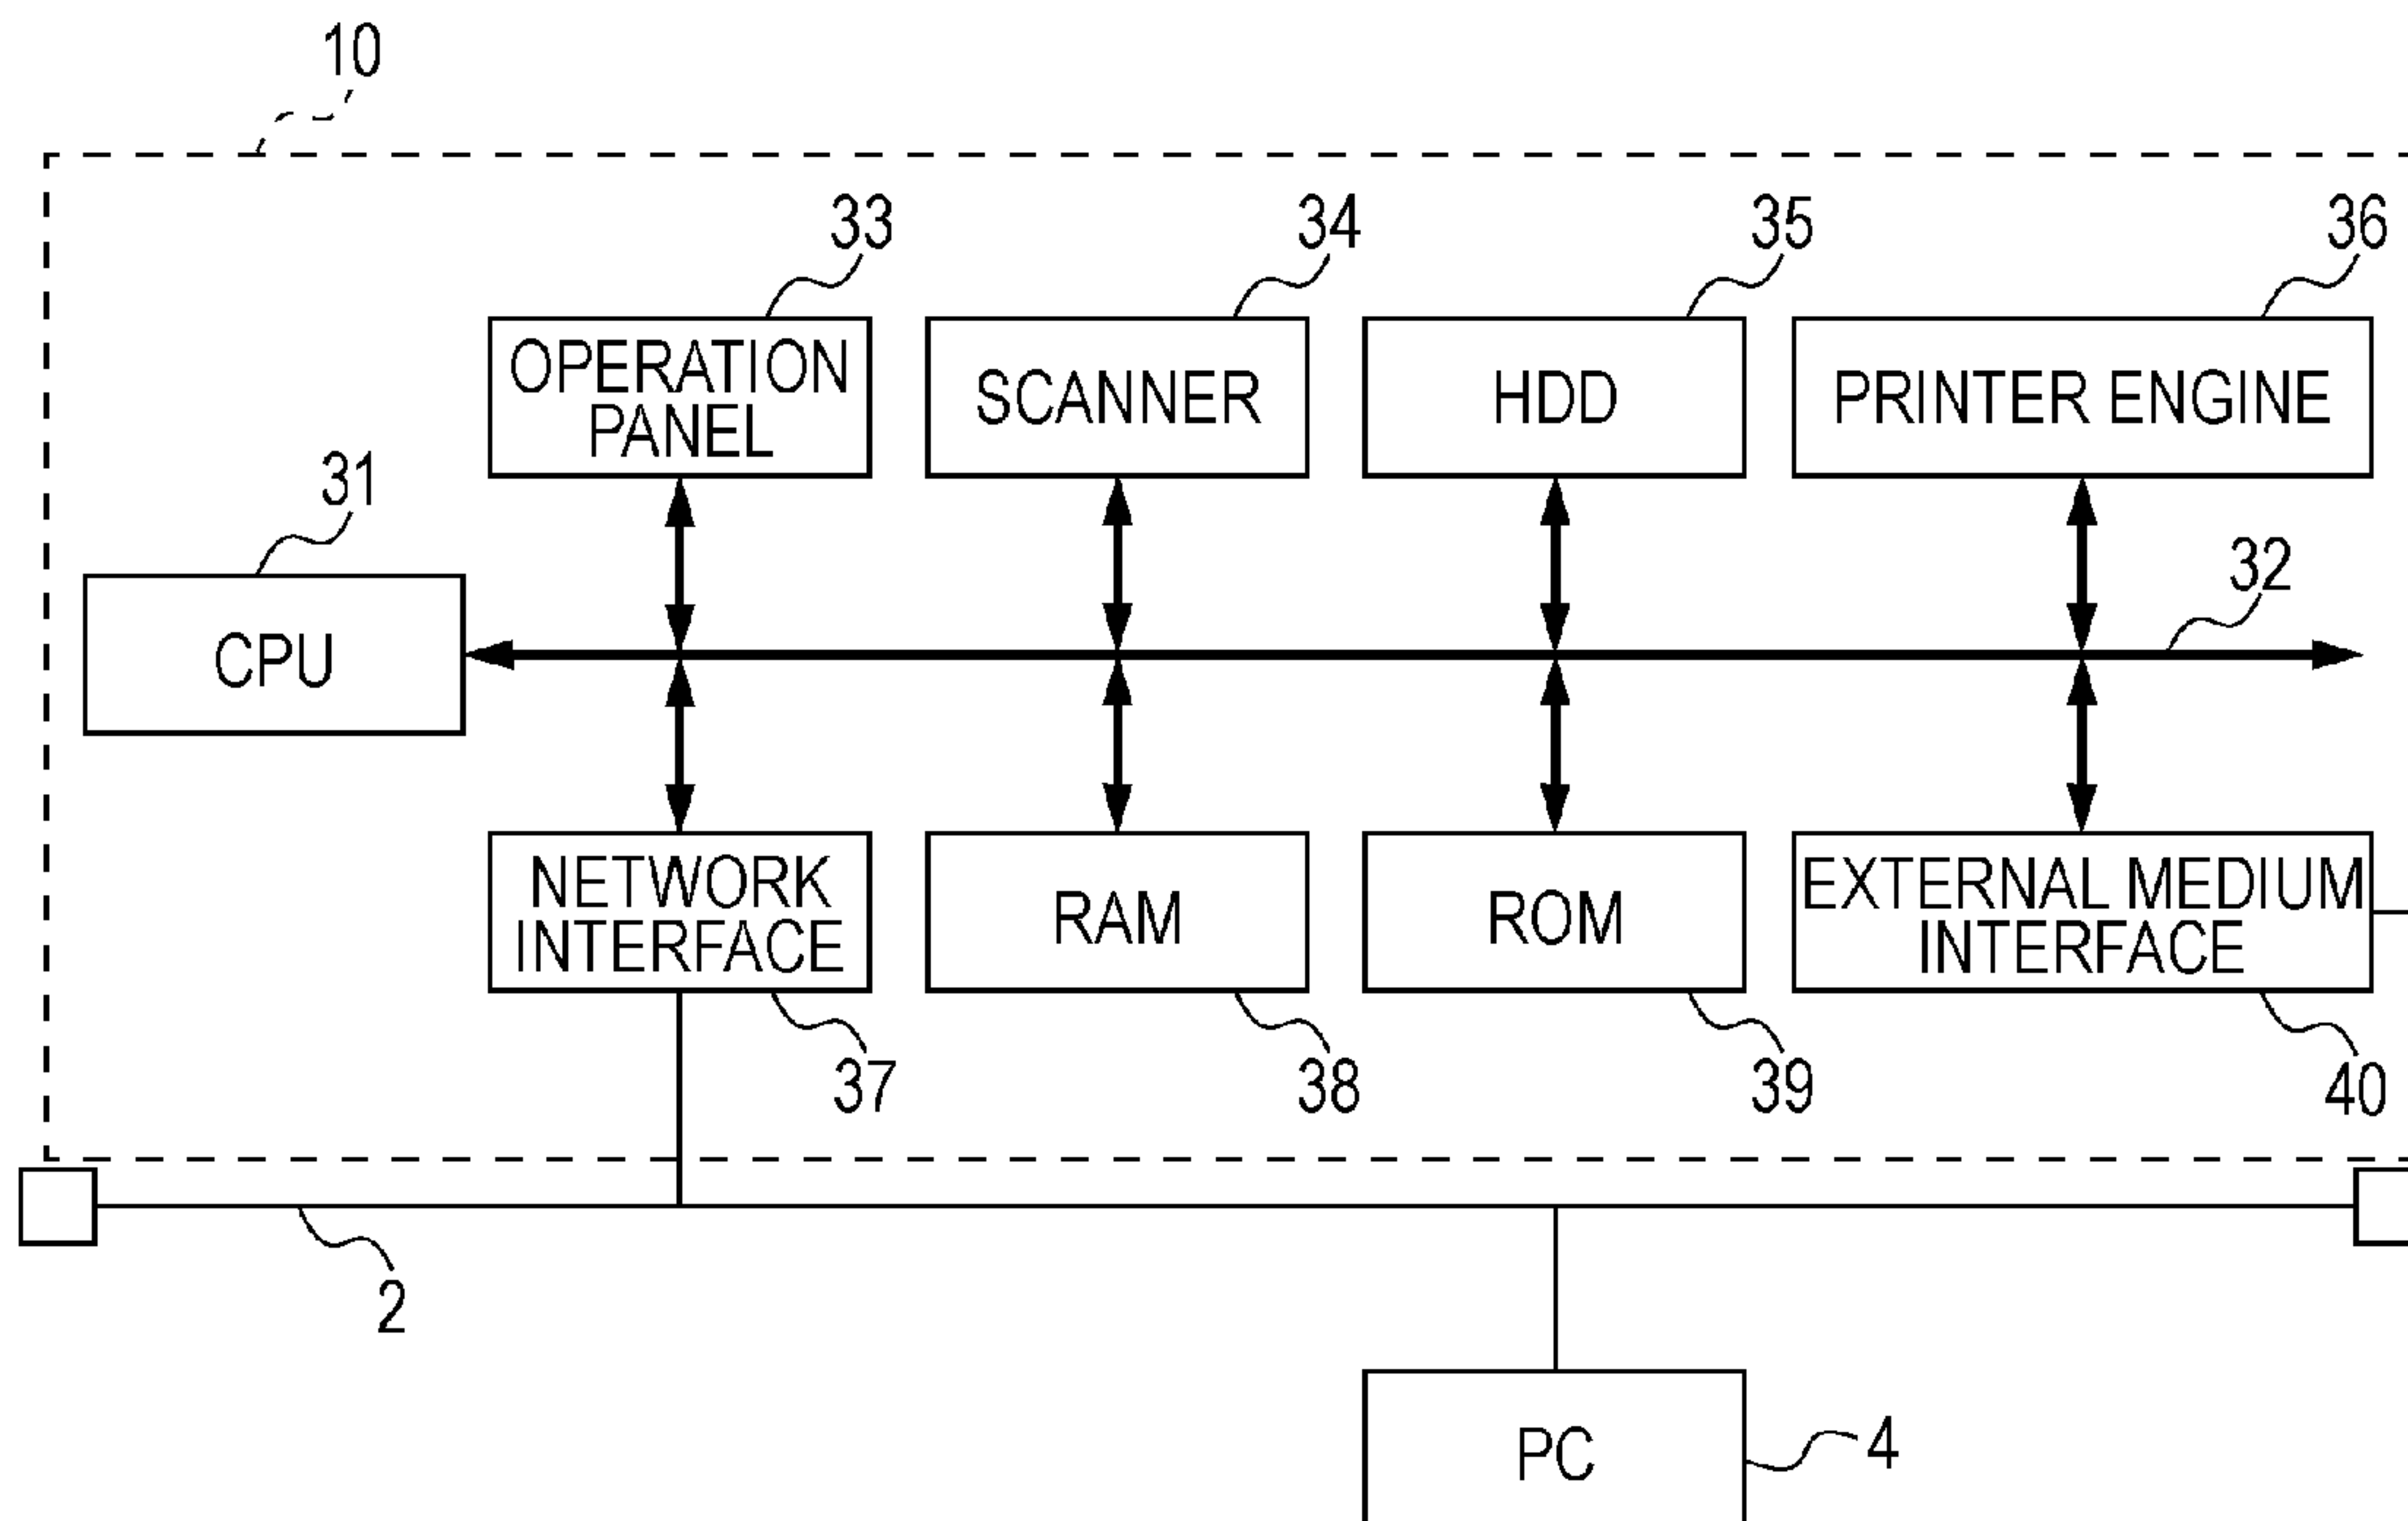 10
33
34
35
36
OPERATION
PANEL
SCANNER
HDD
PRINTER ENGINE
31
CPU
32
NETWORK
INTERFACE
RAM
ROM
EXTERNAL MEDIUM
INTERFACE
37
38
39
40
2
PC
4